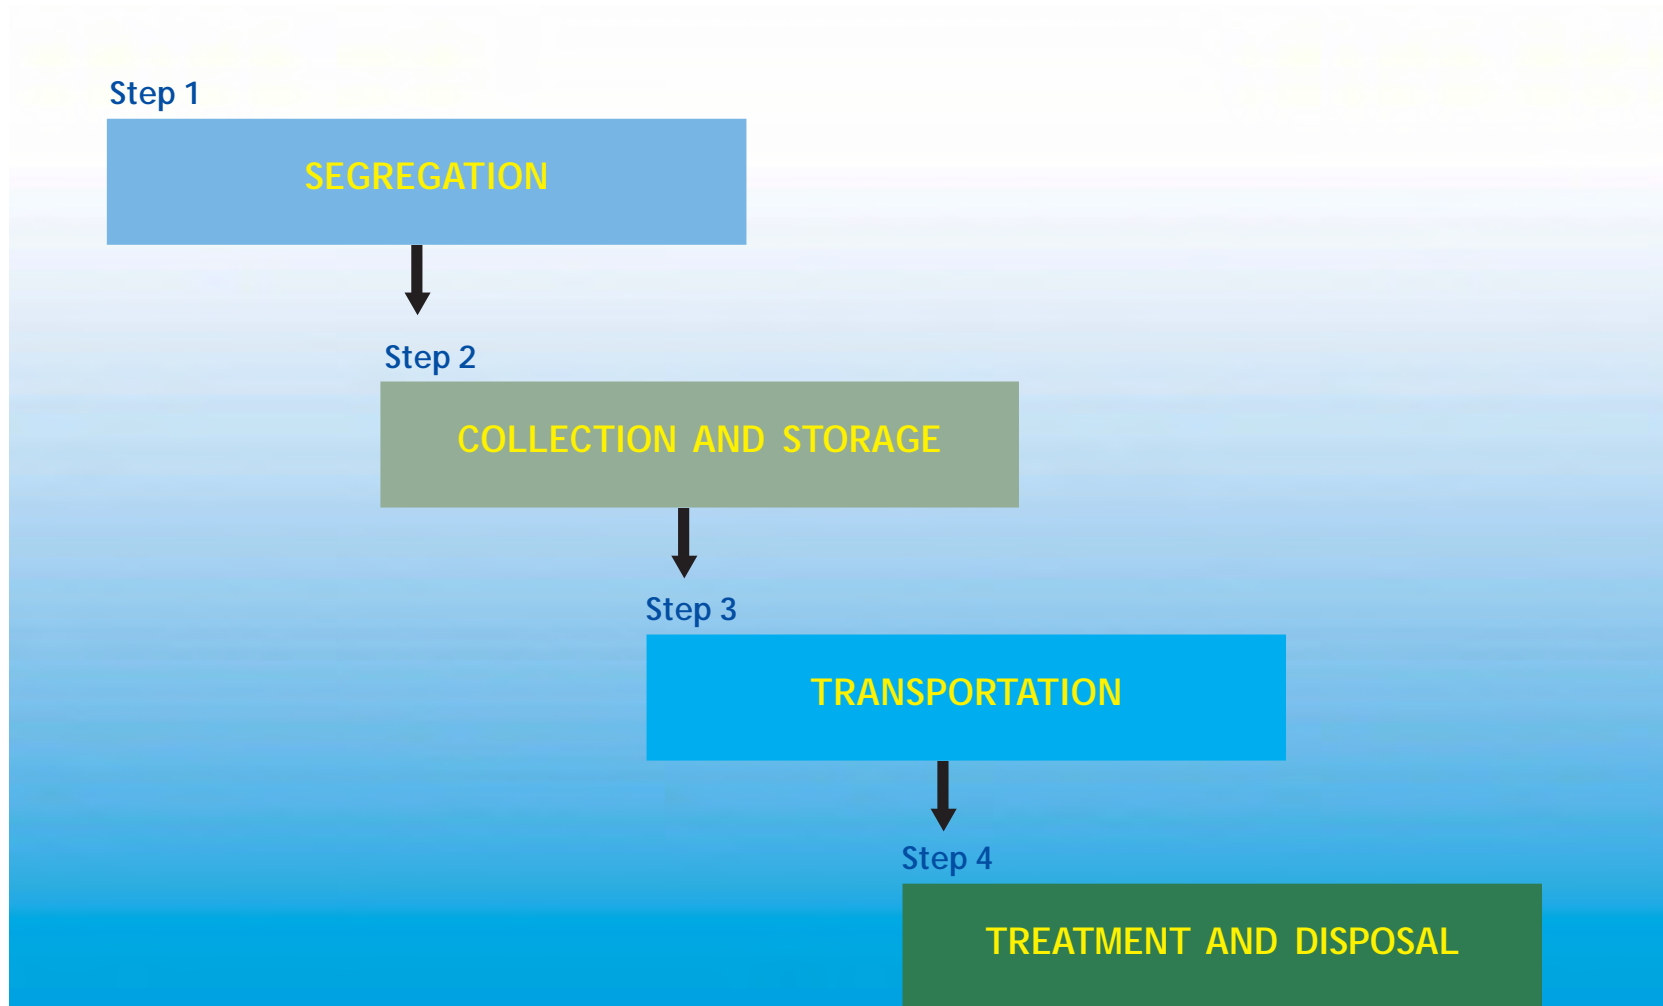 Step 1
SEGREGATION
Step 2
COLLECTION AND STORAGE
Step 3
TRANSPORTATION
Step 4
TREATMENT AND DISPOSAL